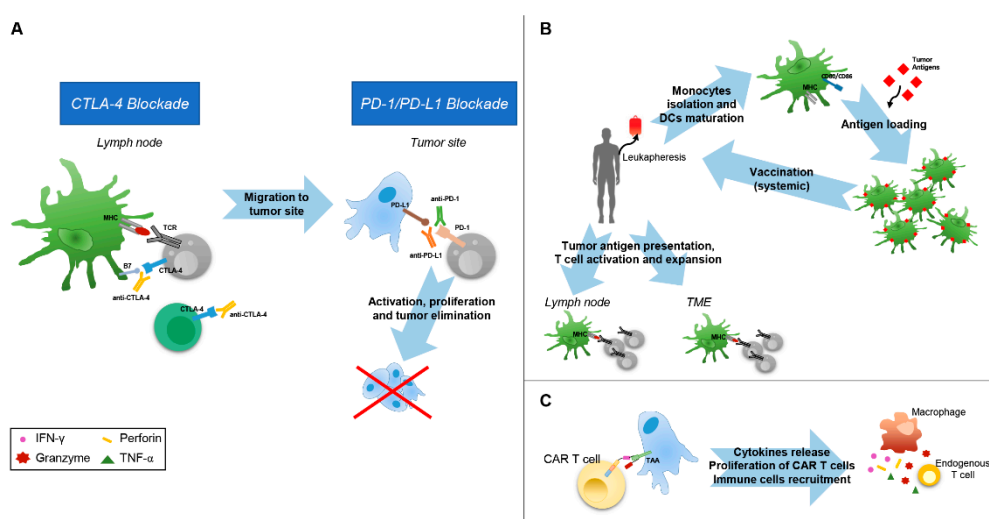 A
CTLA-4 Blockade
PD-1/PD-L1 Blockade
Lymph node
Tumor site
MHC
TCR
B7
CTLA-4
anti-CTLA-4
CTLA-4
anti-CTLA-4
Migration to
tumor site
PD-L1
anti-PD-1
PD-1
anti-PD-L1
Activation, proliferation
and tumor elimination
IFN-γ
Perforin
Granzyme
TNF-α
B
Monocytes
isolation and
DCs maturation
CD80/CD86
MHC
Tumor
Antigens
Antigen loading
Leukapheresis
Vaccination
(systemic)
Tumor antigen presentation,
T cell activation and expansion
Lymph node
TME
MHC
MHC
C
CAR T cell
TAA
Cytokines release
Proliferation of CAR T cells
Immune cells recruitment
Macrophage
Endogenous
T cell